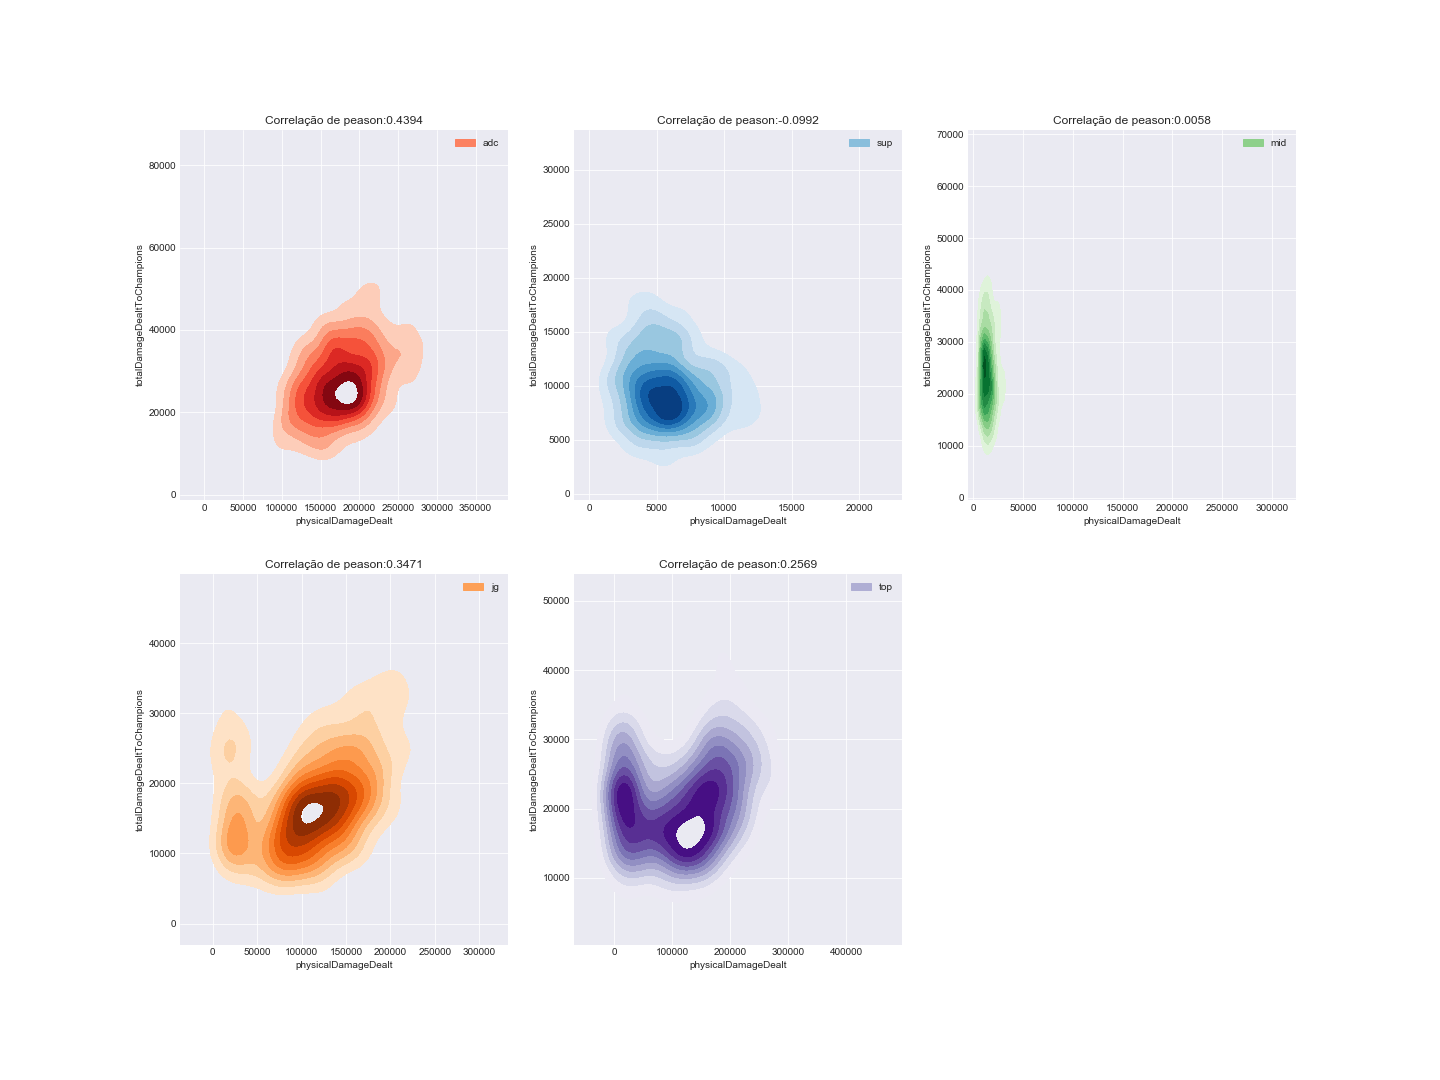 Correlação de peason:0.4394
adc
80000
60000
40000
20000
0
totalDamageDealtToChampions
0 50000 100000 150000 200000 250000 300000 350000
physicalDamageDealt
Correlação de peason:-0.0992
sup
30000
25000
20000
15000
10000
5000
0
totalDamageDealtToChampions
0 5000 10000 15000 20000
physicalDamageDealt
Correlação de peason:0.0058
mid
70000
60000
50000
40000
30000
20000
10000
0
totalDamageDealtToChampions
0 50000 100000 150000 200000 250000 300000
physicalDamageDealt
Correlação de peason:0.3471
jg
40000
30000
20000
10000
0
totalDamageDealtToChampions
0 50000 100000 150000 200000 250000 300000
physicalDamageDealt
Correlação de peason:0.2569
top
50000
40000
30000
20000
10000
totalDamageDealtToChampions
0 100000 200000 300000 400000
physicalDamageDealt